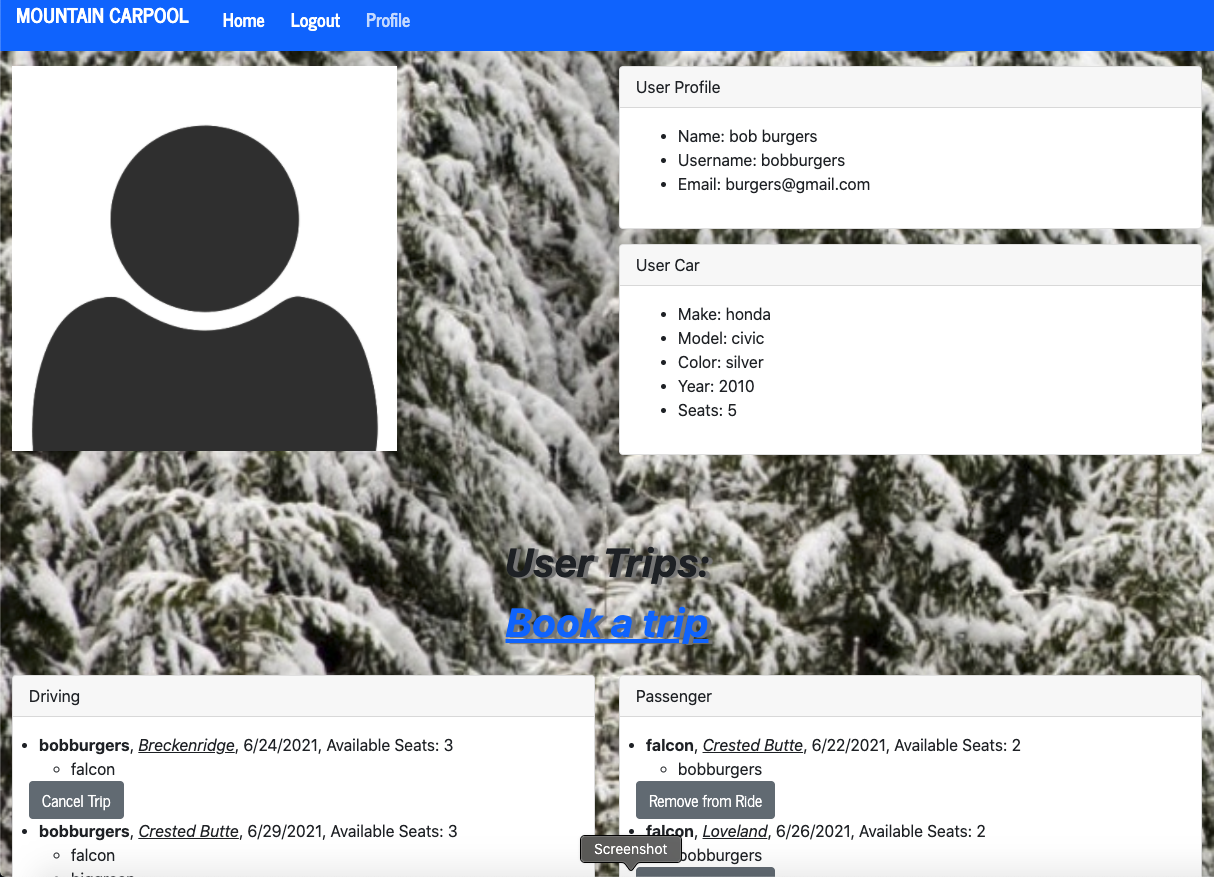 MOUNTAIN CARPOOL Home Logout Profile
User Profile
Name: bob burgers
Username: bobburgers
Email: burgers@gmail.com
User Car
Make: honda
Model: civic
Color: silver
Year: 2010
Seats: 5
User Trips:
Book a trip
Driving
bobburgers, Breckenridge, 6/24/2021, Available Seats: 3
falcon
Cancel Trip
bobburgers, Crested Butte, 6/29/2021, Available Seats: 3
falcon
Passenger
falcon, Crested Butte, 6/22/2021, Available Seats: 2
bobburgers
Remove from Ride
falcon, Loveland, 6/26/2021, Available Seats: 2
bobburgers
Screenshot